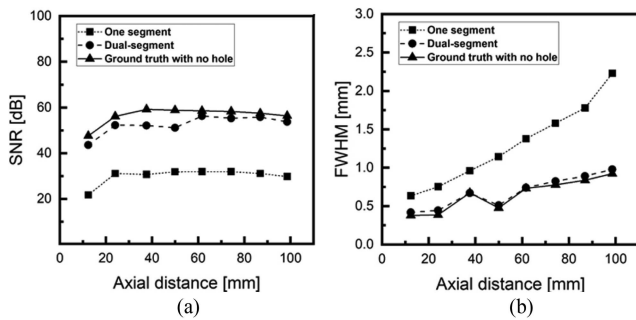 100
80
60
40
20
0
20
40
60
80
100
SNR [dB]
Axial distance [mm]
One segment
Dual-segment
Ground truth with no hole
(a)
3.0
2.5
2.0
1.5
1.0
0.5
0.0
0
20
40
60
80
100
FWHM [mm]
Axial distance [mm]
One segment
Dual-segment
Ground truth with no hole
(b)